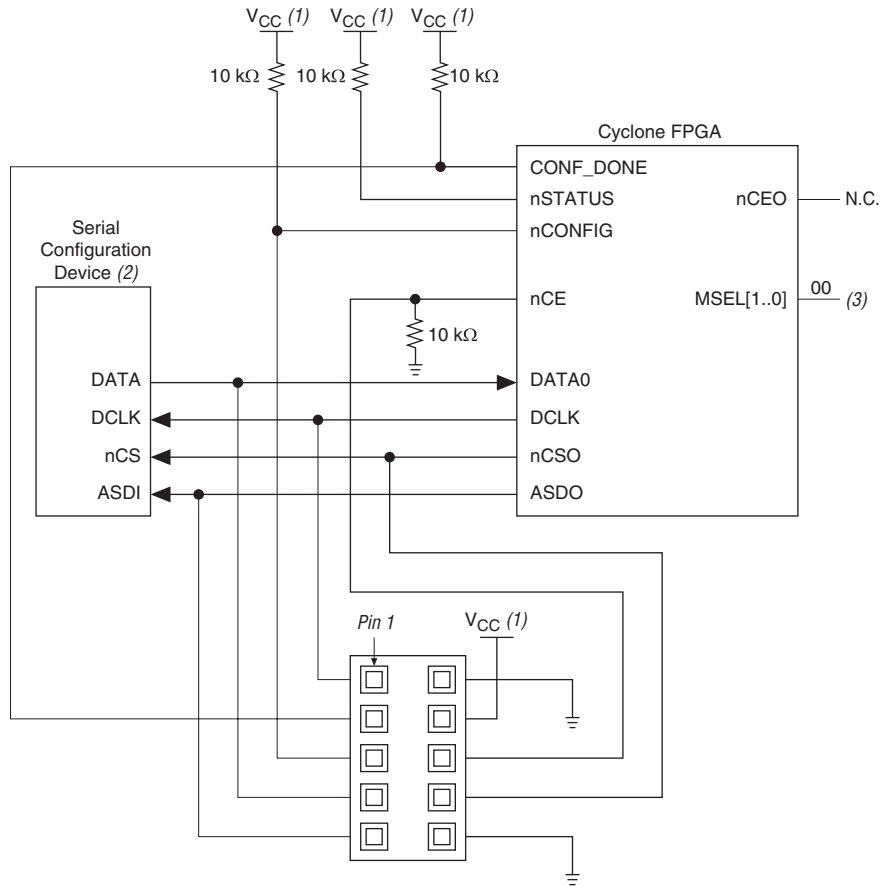 VCC (1) VCC (1) VCC (1)
10 kΩ 10 kΩ 10 kΩ
Cyclone FPGA
CONF_DONE
nSTATUS nCEO N.C.
nCONFIG
Serial
Configuration
Device (2)
nCE MSEL[1..0] 00 (3)
10 kΩ
DATA DATA0
DCLK DCLK
nCS nCSO
ASDI ASDO
Pin 1 VCC (1)